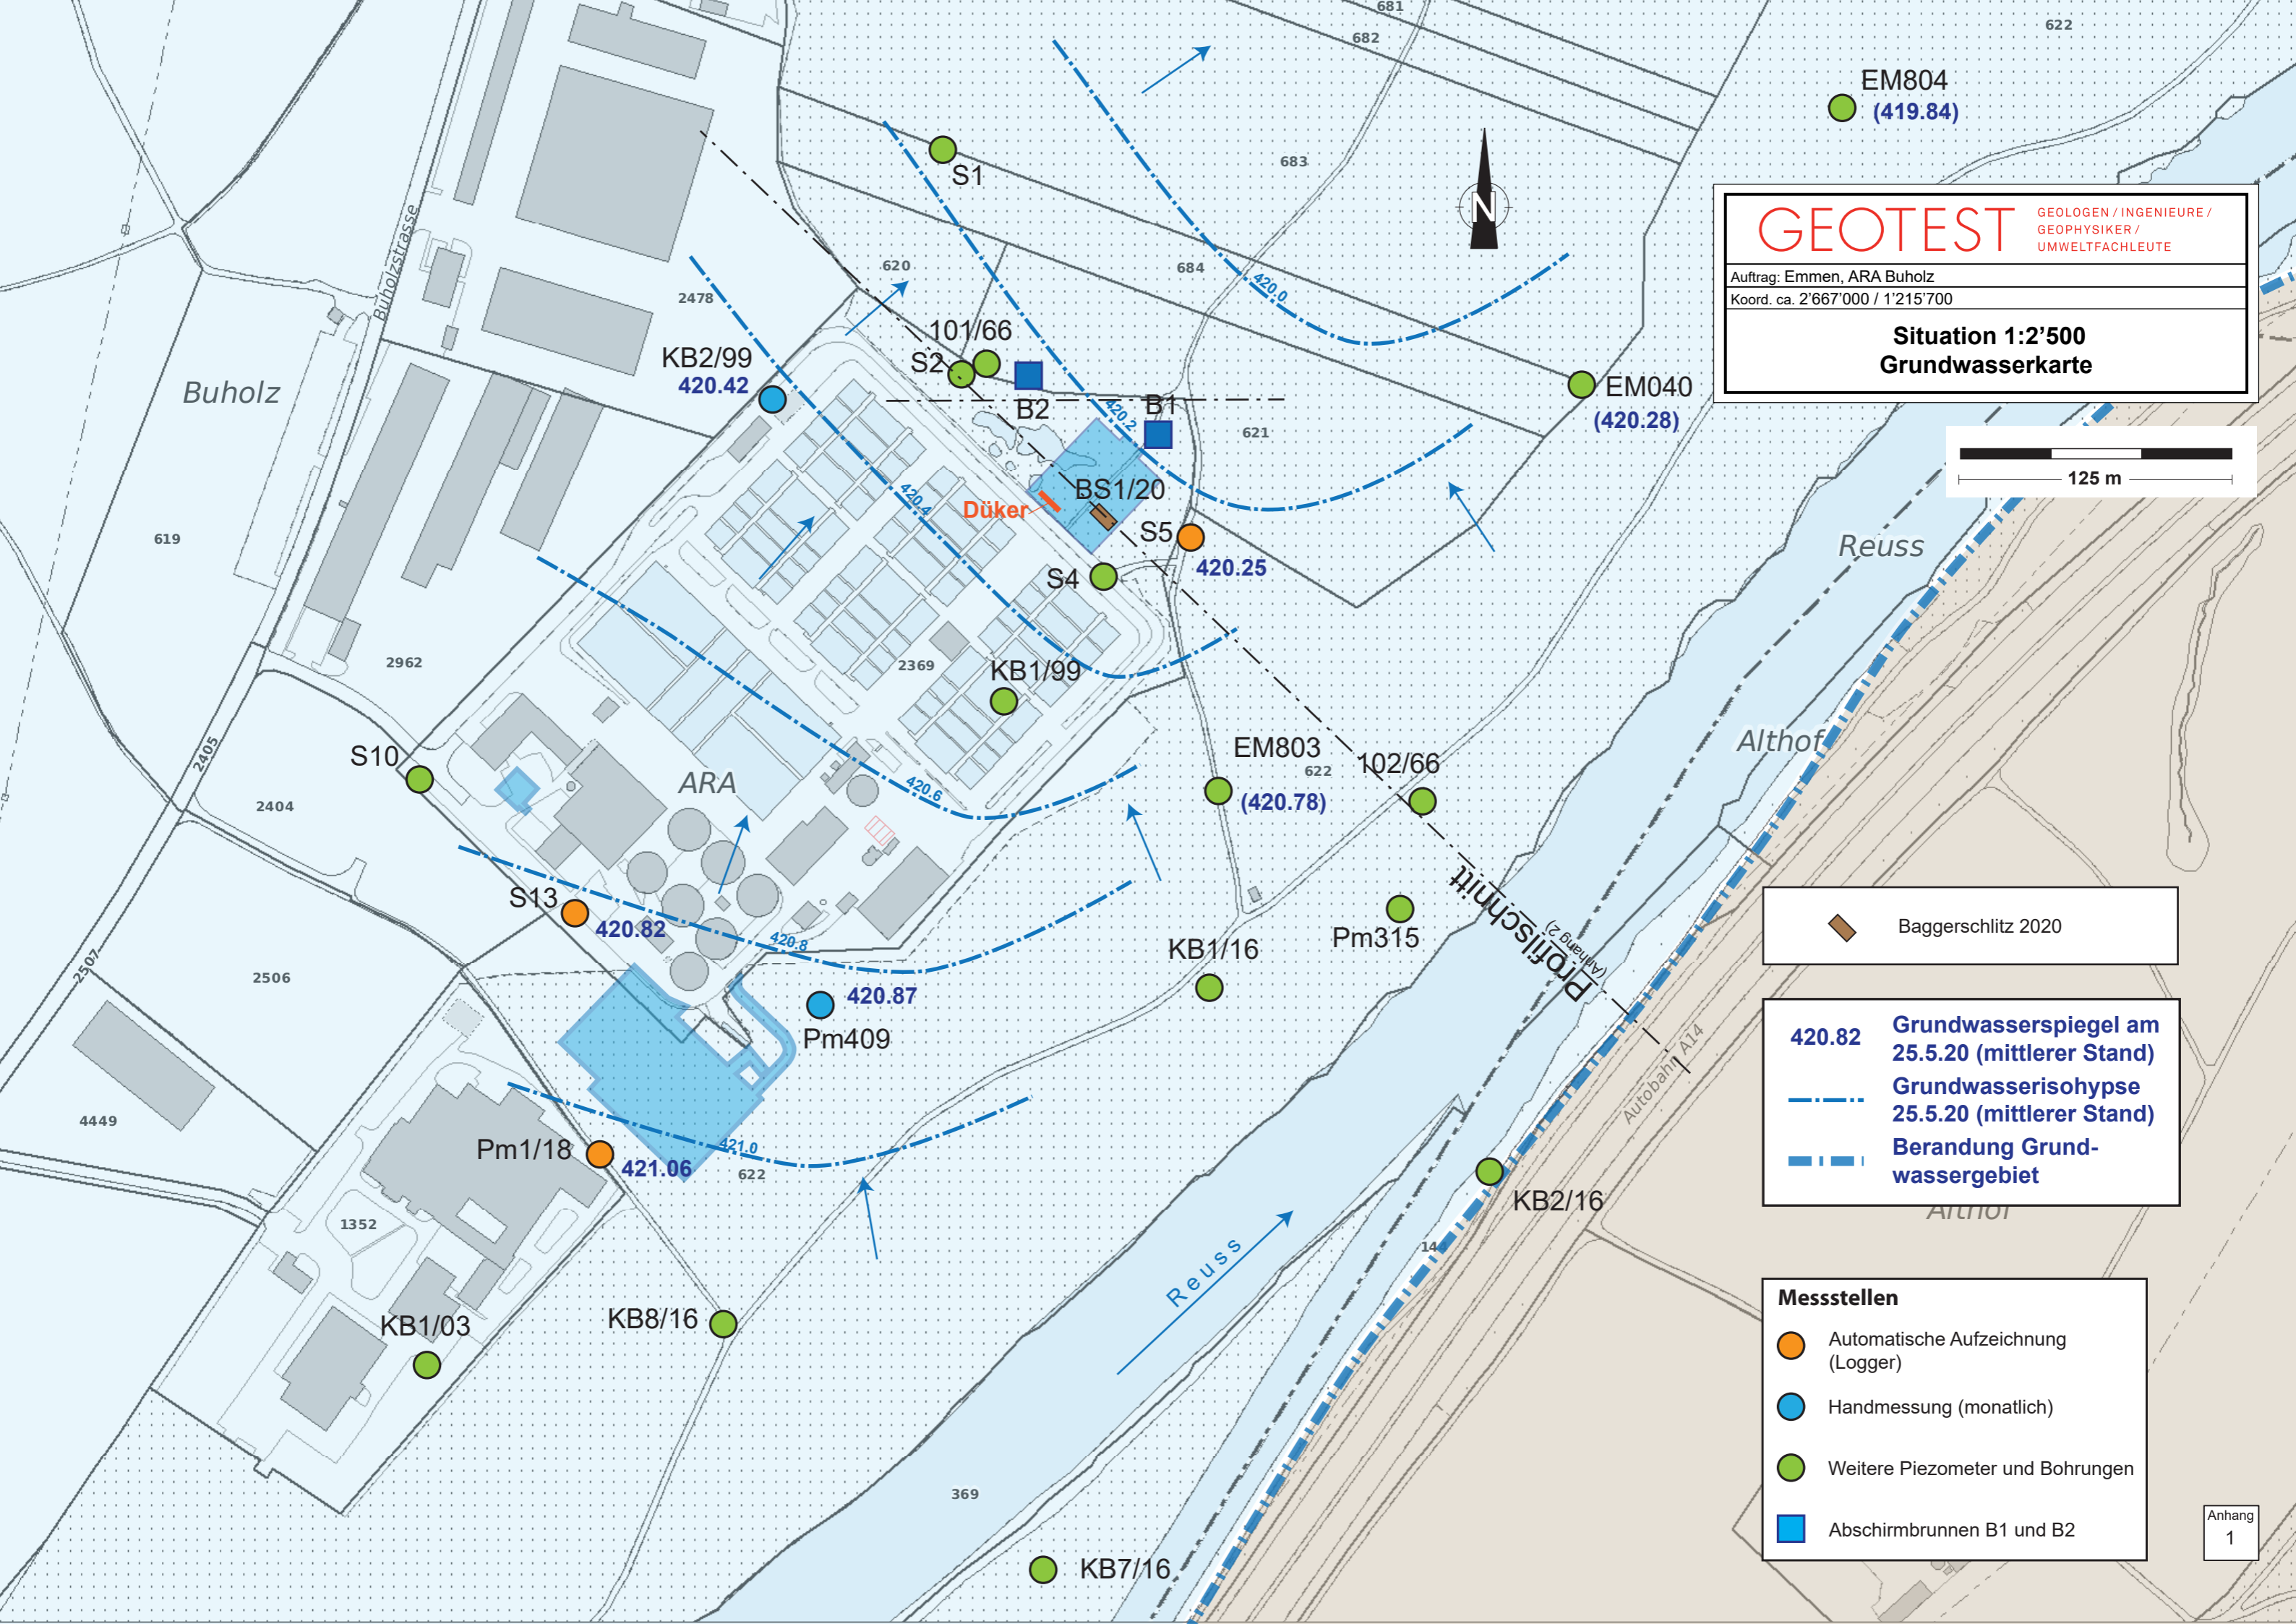 681
682
622
EM804
(419.84)
S1
683
684
620
2478
420.0
N
GEOTEST
GEOLOGEN / INGENIEURE /
GEOPHYSIKER /
UMWELTFACHLEUTE
Auftrag: Emmen, ARA Buholz
Koord. ca. 2'667'000 / 1'215'700
Situation 1:2'500
Grundwasserkarte
125 m
Buholzstrasse
Buholz
619
KB2/99
420.42
101/66
S2
B2
B1
420.2
621
EM040
(420.28)
420.4
BS1/20
Düker
S5
420.25
S4
Reuss
Althof
2962
2369
KB1/99
2405
2404
S10
ARA
420.6
EM803
(420.78)
622
102/66
Profilschnitt
(Anhang 2)
S13
420.82
420.8
Pm409
420.87
KB1/16
Pm315
2507
2506
4449
Pm1/18
421.06
421.0
622
1352
KB1/03
KB8/16
Reuss
369
KB7/16
KB2/16
Autobahn A14
Althof
Baggerschlitz 2020
420.82
Grundwasserspiegel am
25.5.20 (mittlerer Stand)
Grundwasserisohypse
25.5.20 (mittlerer Stand)
Berandung Grund-
wassergebiet
Messstellen
Automatische Aufzeichnung
(Logger)
Handmessung (monatlich)
Weitere Piezometer und Bohrungen
Abschirmbrunnen B1 und B2
Anhang
1